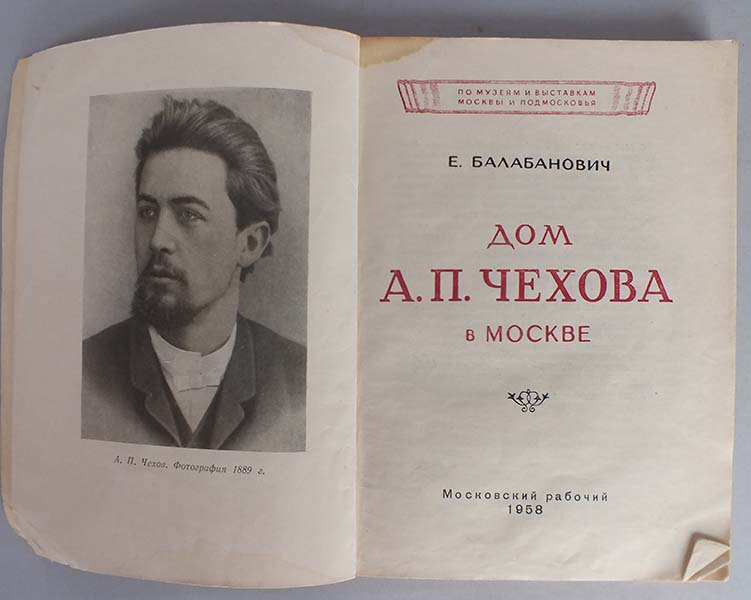 А. П. Чехов. Фотография 1889 г.
ПО МУЗЕЯМ И ВЫСТАВКАМ
МОСКВЫ И ПОДМОСКОВЬЯ
Е. БАЛАБАНОВИЧ
ДОМ
А. П. ЧЕХОВА
В МОСКВЕ
Московский рабочий
1958